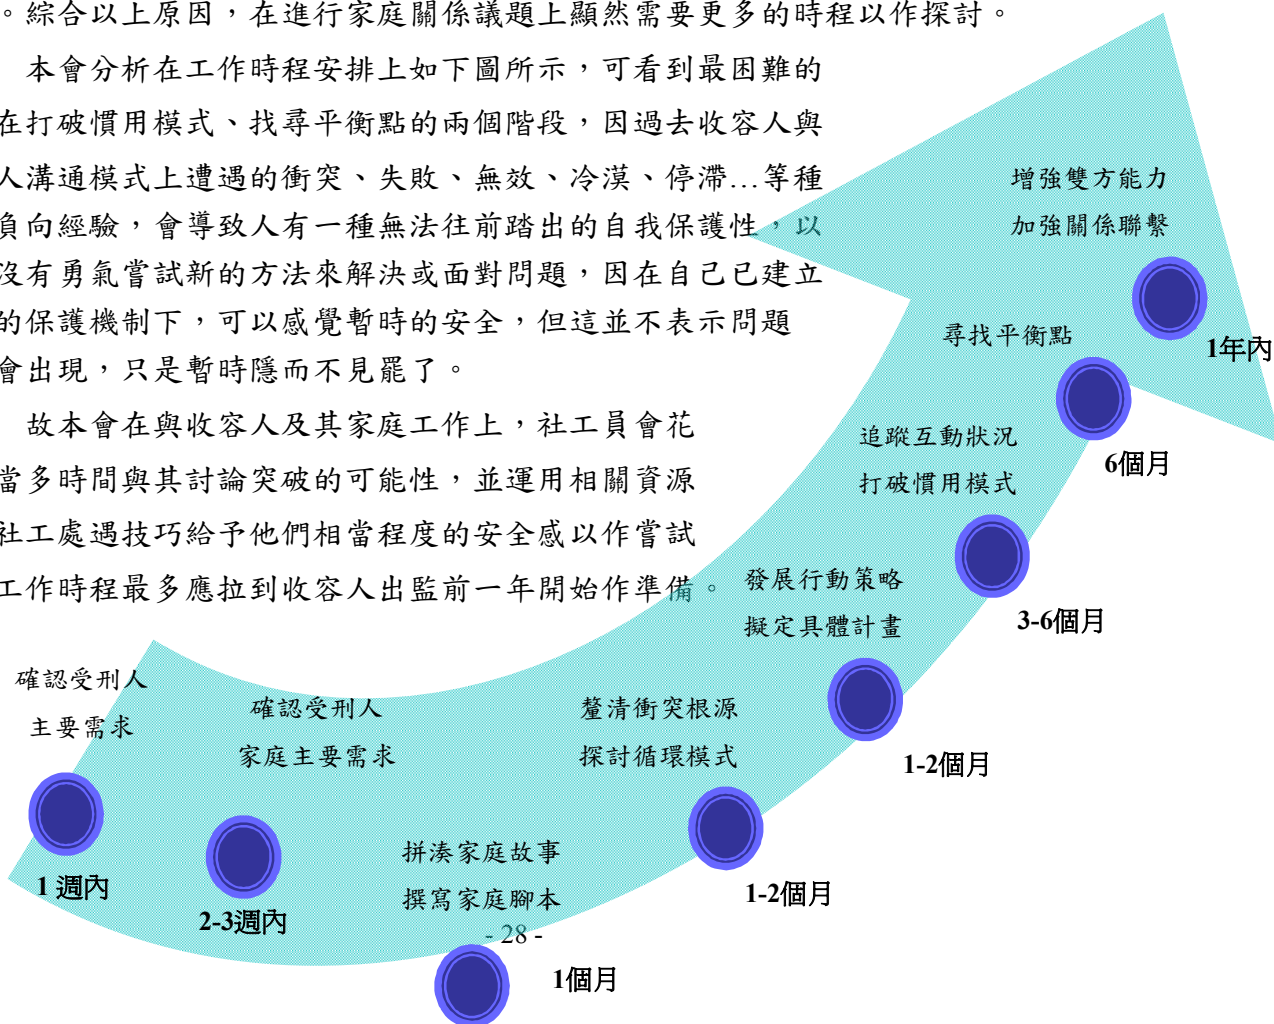 。綜合以上原因，在進行家庭關係議題上顯然需要更多的時程以作探討。
本會分析在工作時程安排上如下圖所示，可看到最困難的
在打破慣用模式、找尋平衡點的兩個階段，因過去收容人與
人溝通模式上遭遇的衝突、失敗、無效、冷漠、停滯…等種
負向經驗，會導致人有一種無法往前踏出的自我保護性，以
沒有勇氣嘗試新的方法來解決或面對問題，因在自己已建立
的保護機制下，可以感覺暫時的安全，但這並不表示問題
會出現，只是暫時隱而不見罷了。
故本會在與收容人及其家庭工作上，社工員會花
當多時間與其討論突破的可能性，並運用相關資源
社工處遇技巧給予他們相當程度的安全感以作嘗試
工作時程最多應拉到收容人出監前一年開始作準備。
確認受刑人
主要需求
1 週內
確認受刑人
家庭主要需求
2-3週內
拼湊家庭故事
撰寫家庭腳本
- 28 -
1個月
釐清衝突根源
探討循環模式
1-2個月
發展行動策略
擬定具體計畫
1-2個月
追蹤互動狀況
打破慣用模式
3-6個月
尋找平衡點
6個月
增強雙方能力
加強關係聯繫
1年內